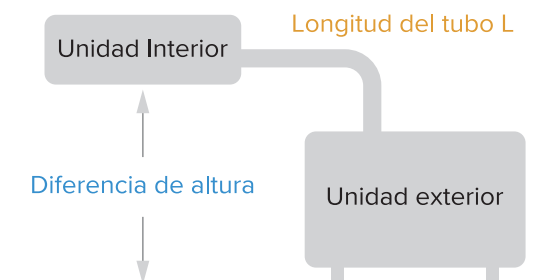 Longitud del tubo L
Unidad Interior
Diferencia de altura
Unidad exterior